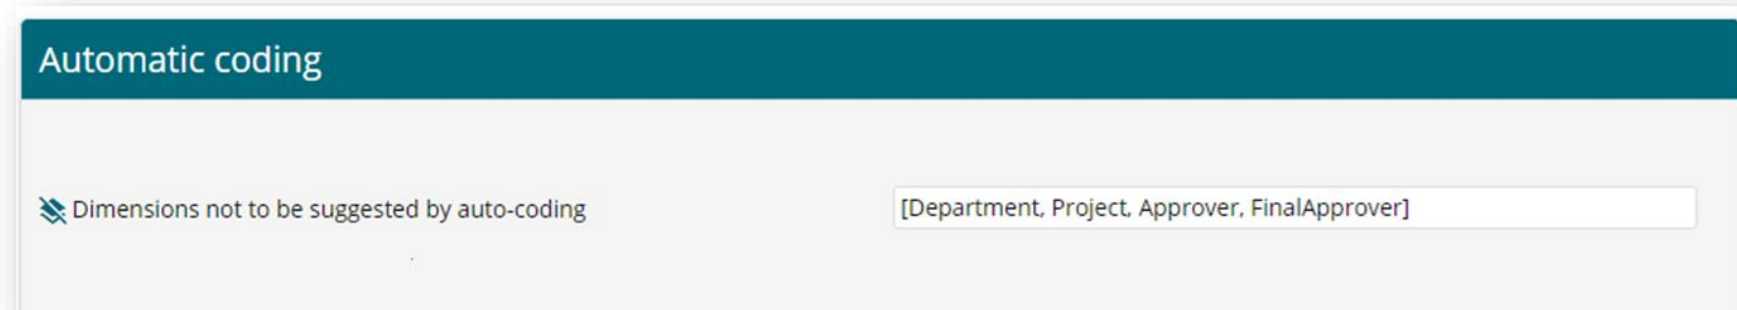 Automatic coding
Dimensions not to be suggested by auto-coding
[Department, Project, Approver, FinalApprover]